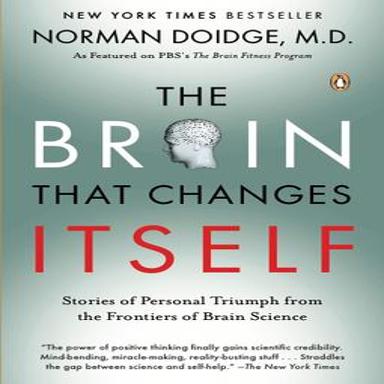 NEW YORK TIMES BESTSELLER
NORMAN DOIDGE, M.D.
As Featured on PBS's The Brain Fitness Program
THE
BR IN
THAT CHANGES
ITSELF
Stories of Personal Triumph from
the Frontiers of Brain Science
"The power of positive thinking finally gains scientific credibility.
Mind-bending, miracle-making, reality-busting stuff . . . Straddles
the gap between science and self-help." —The New York Times